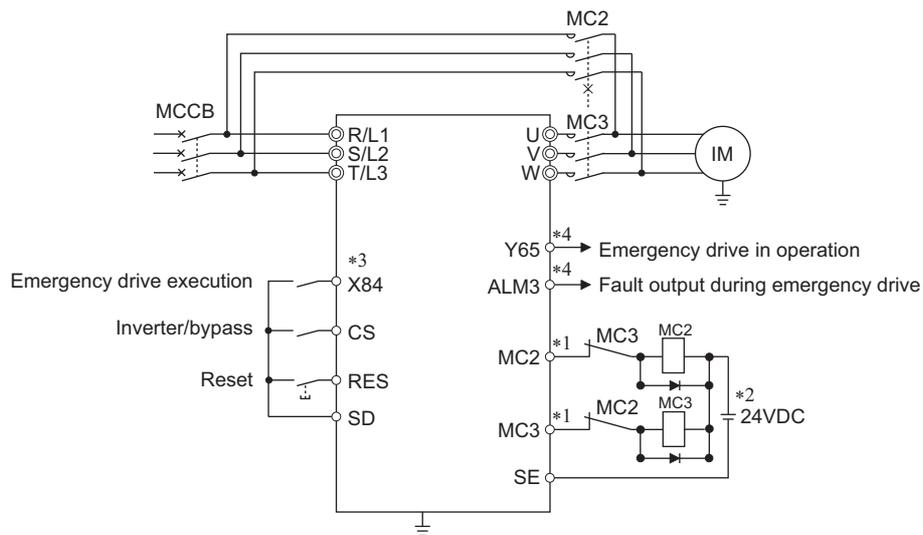 MC2
MCCB
MC3
R/L1
S/L2
T/L3
U
V
W
IM
Y65 *4 Emergency drive in operation
Emergency drive execution *3 X84
ALM3 *4 Fault output during emergency drive
Inverter/bypass CS
MC2 *1 MC3 MC2
Reset RES
*2
24VDC
SD
MC3 *1 MC2 MC3
SE